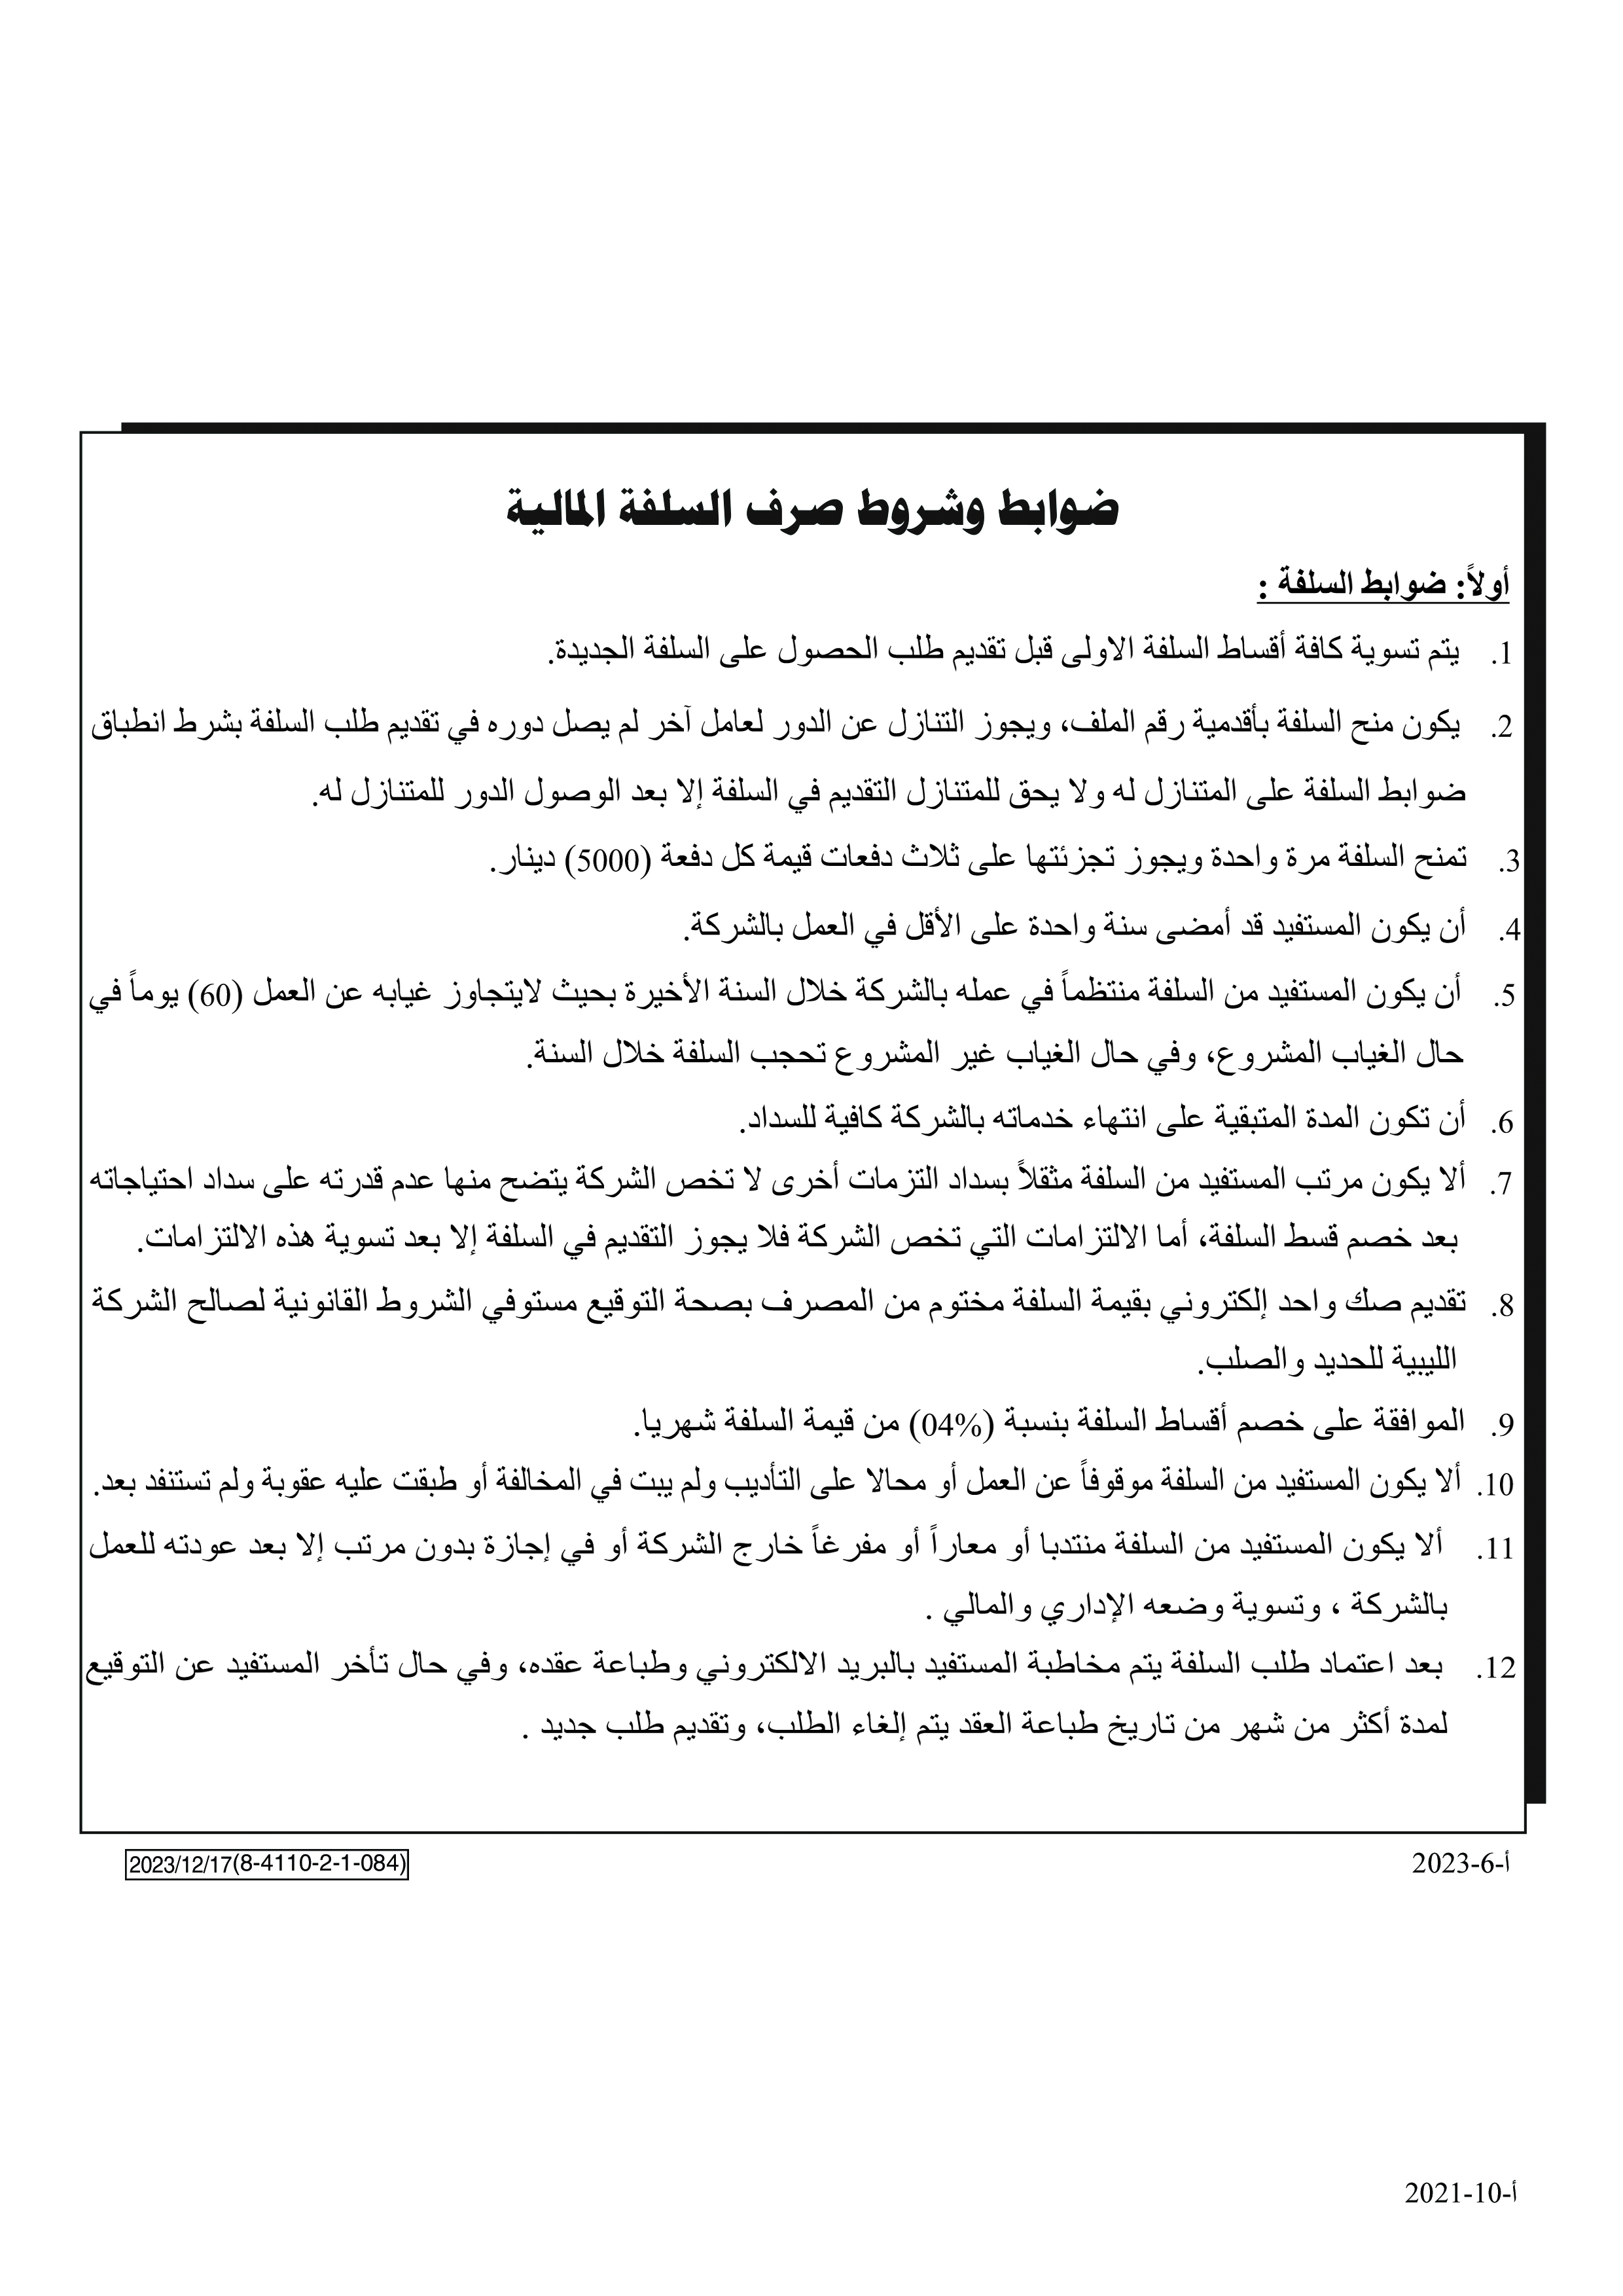 ضوابط وشروط صرف السلفة المالية
أولاً: ضوابط السلفة :
1. يتم تسوية كافة أقساط السلفة الاولى قبل تقديم طلب الحصول على السلفة الجديدة.
2. يكون منح السلفة بأقدمية رقم الملف، ويجوز التنازل عن الدور لعامل آخر لم يصل دوره في تقديم طلب السلفة بشرط انطباق
ضوابط السلفة على المتنازل له ولا يحق للمتنازل التقديم في السلفة إلا بعد الوصول الدور للمتنازل له.
3. تمنح السلفة مرة واحدة ويجوز تجزئتها على ثلاث دفعات قيمة كل دفعة (5000) دينار.
4. أن يكون المستفيد قد أمضى سنة واحدة على الأقل في العمل بالشركة.
5. أن يكون المستفيد من السلفة منتظماً في عمله بالشركة خلال السنة الأخيرة بحيث لايتجاوز غيابه عن العمل (60) يوماً في
حال الغياب المشروع، وفي حال الغياب غير المشروع تحجب السلفة خلال السنة.
6. أن تكون المدة المتبقية على انتهاء خدماته بالشركة كافية للسداد.
7. ألا يكون مرتب المستفيد من السلفة مثقلاً بسداد التزمات أخرى لا تخص الشركة يتضح منها عدم قدرته على سداد احتياجاته
بعد خصم قسط السلفة، أما الالتزامات التي تخص الشركة فلا يجوز التقديم في السلفة إلا بعد تسوية هذه الالتزامات.
8. تقديم صك واحد إلكتروني بقيمة السلفة مختوم من المصرف بصحة التوقيع مستوفي الشروط القانونية لصالح الشركة
الليبية للحديد والصلب.
9. الموافقة على خصم أقساط السلفة بنسبة (04%) من قيمة السلفة شهريا.
10. ألا يكون المستفيد من السلفة موقوفاً عن العمل أو محالا على التأديب ولم يبت في المخالفة أو طبقت عليه عقوبة ولم تستنفد بعد.
11. ألا يكون المستفيد من السلفة منتدبا أو معاراً أو مفرغاً خارج الشركة أو في إجازة بدون مرتب إلا بعد عودته للعمل
بالشركة ، وتسوية وضعه الإداري والمالي .
12. بعد اعتماد طلب السلفة يتم مخاطبة المستفيد بالبريد الالكتروني وطباعة عقده، وفي حال تأخر المستفيد عن التوقيع
لمدة أكثر من شهر من تاريخ طباعة العقد يتم إلغاء الطلب، وتقديم طلب جديد .
أ-6-2023
2023/12/17(8-4110-2-1-084)
أ-10-2021